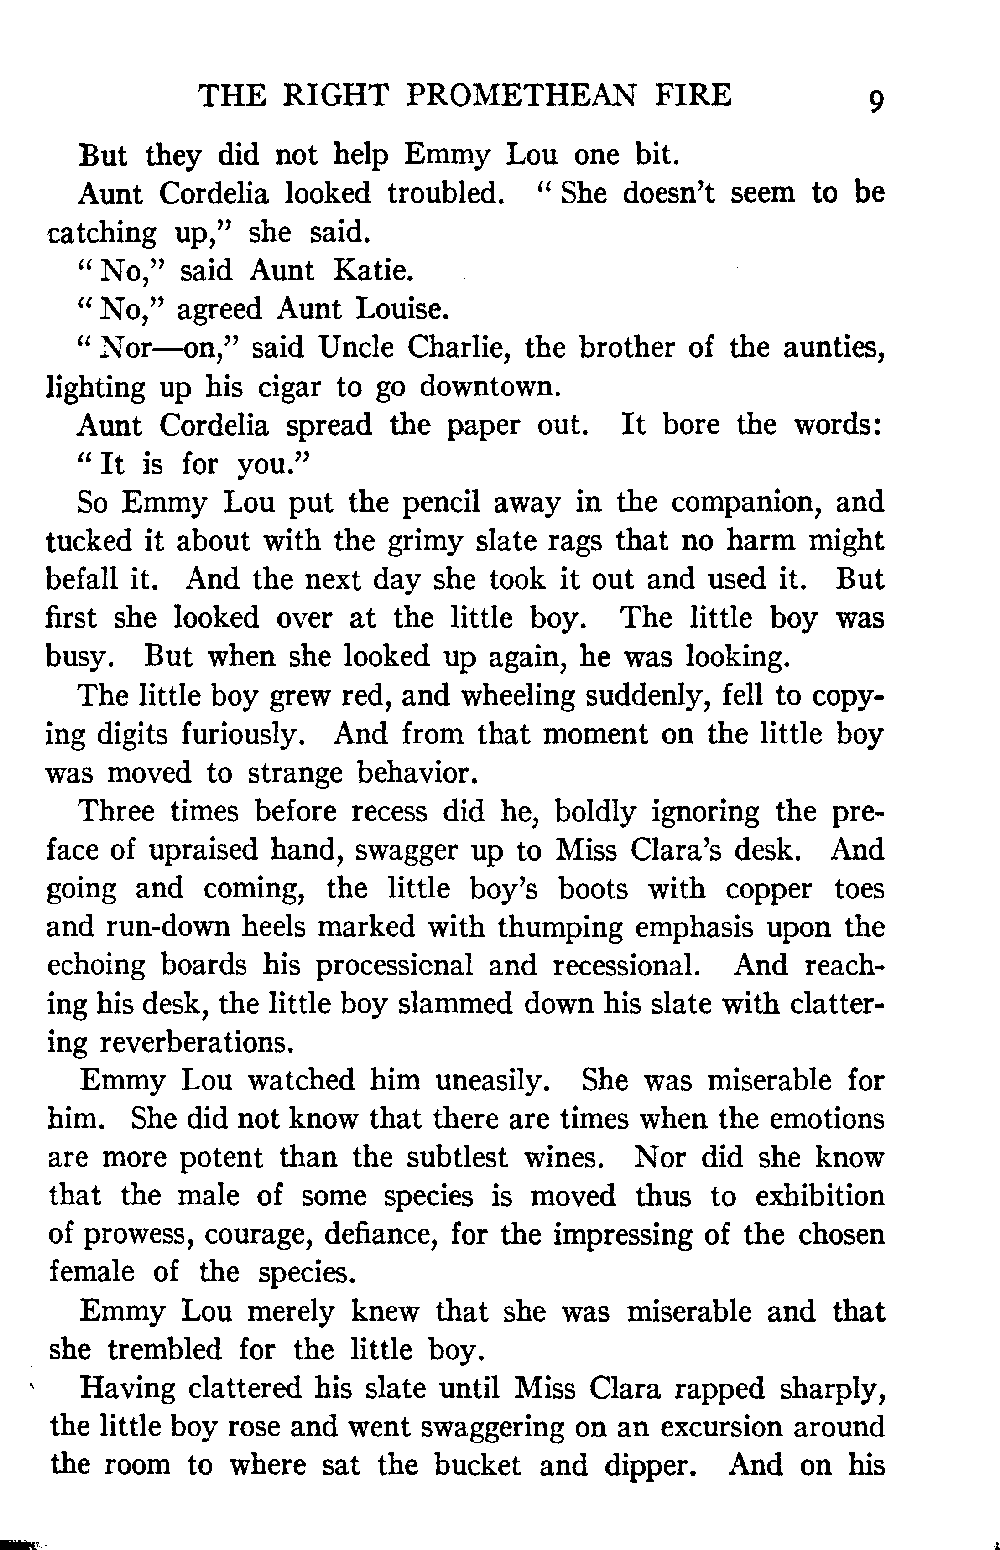 THE RIGHT PROMETHEAN FIRE 9
But they did not help Emmy Lou one bit.
Aunt Cordelia looked troubled. “ She doesn’t seem to be
catching up,” she said.
“ No,” said Aunt Katie.
“ No,” agreed Aunt Louise.
“ Nor—on,” said Uncle Charlie, the brother of the aunties,
lighting up his cigar to go downtown.
Aunt Cordelia spread the paper out. It bore the words:
“ It is for you.”
So Emmy Lou put the pencil away in the companion, and
tucked it about with the grimy slate rags that no harm might
befall it. And the next day she took it out and used it. But
first she looked over at the little boy. The little boy was
busy. But when she looked up again, he was looking.
The little boy grew red, and wheeling suddenly, fell to copy-
ing digits furiously. And from that moment on the little boy
was moved to strange behavior.
Three times before recess did he, boldly ignoring the pre-
face of upraised hand, swagger up to Miss Clara’s desk. And
going and coming, the little boy’s boots with copper toes
and run-down heels marked with thumping emphasis upon the
echoing boards his processional and recessional. And reach-
ing his desk, the little boy slammed down his slate with clatter-
ing reverberations.
Emmy Lou watched him uneasily. She was miserable for
him. She did not know that there are times when the emotions
are more potent than the subtlest wines. Nor did she know
that the male of some species is moved thus to exhibition
of prowess, courage, defiance, for the impressing of the chosen
female of the species.
Emmy Lou merely knew that she was miserable and that
she trembled for the little boy.
Having clattered his slate until Miss Clara rapped sharply,
the little boy rose and went swaggering on an excursion around
the room to where sat the bucket and dipper. And on his